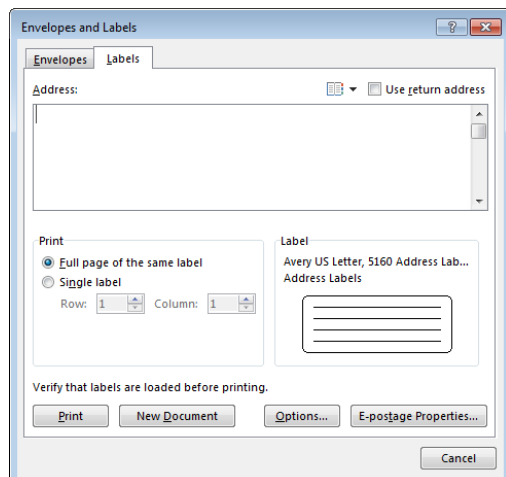 Envelopes and Labels
Envelopes Labels
Address: Use return address
Print
Full page of the same label
Single label
Row: 1 Column: 1
Label
Avery US Letter, 5160 Address Lab...
Address Labels
Verify that labels are loaded before printing.
Print New Document Options... E-postage Properties...
Cancel